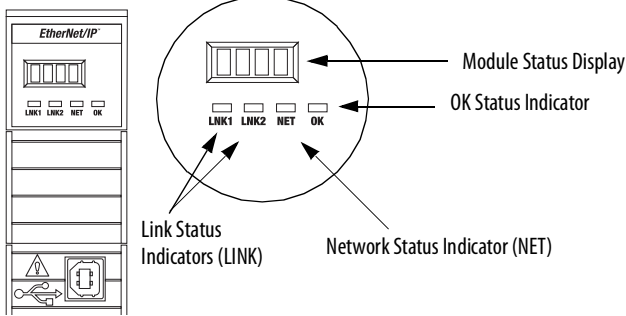 EtherNet/IP™
LNK1 LNK2 NET OK
LNK1 LNK2 NET OK
Module Status Display
OK Status Indicator
Link Status
Indicators (LINK)
Network Status Indicator (NET)